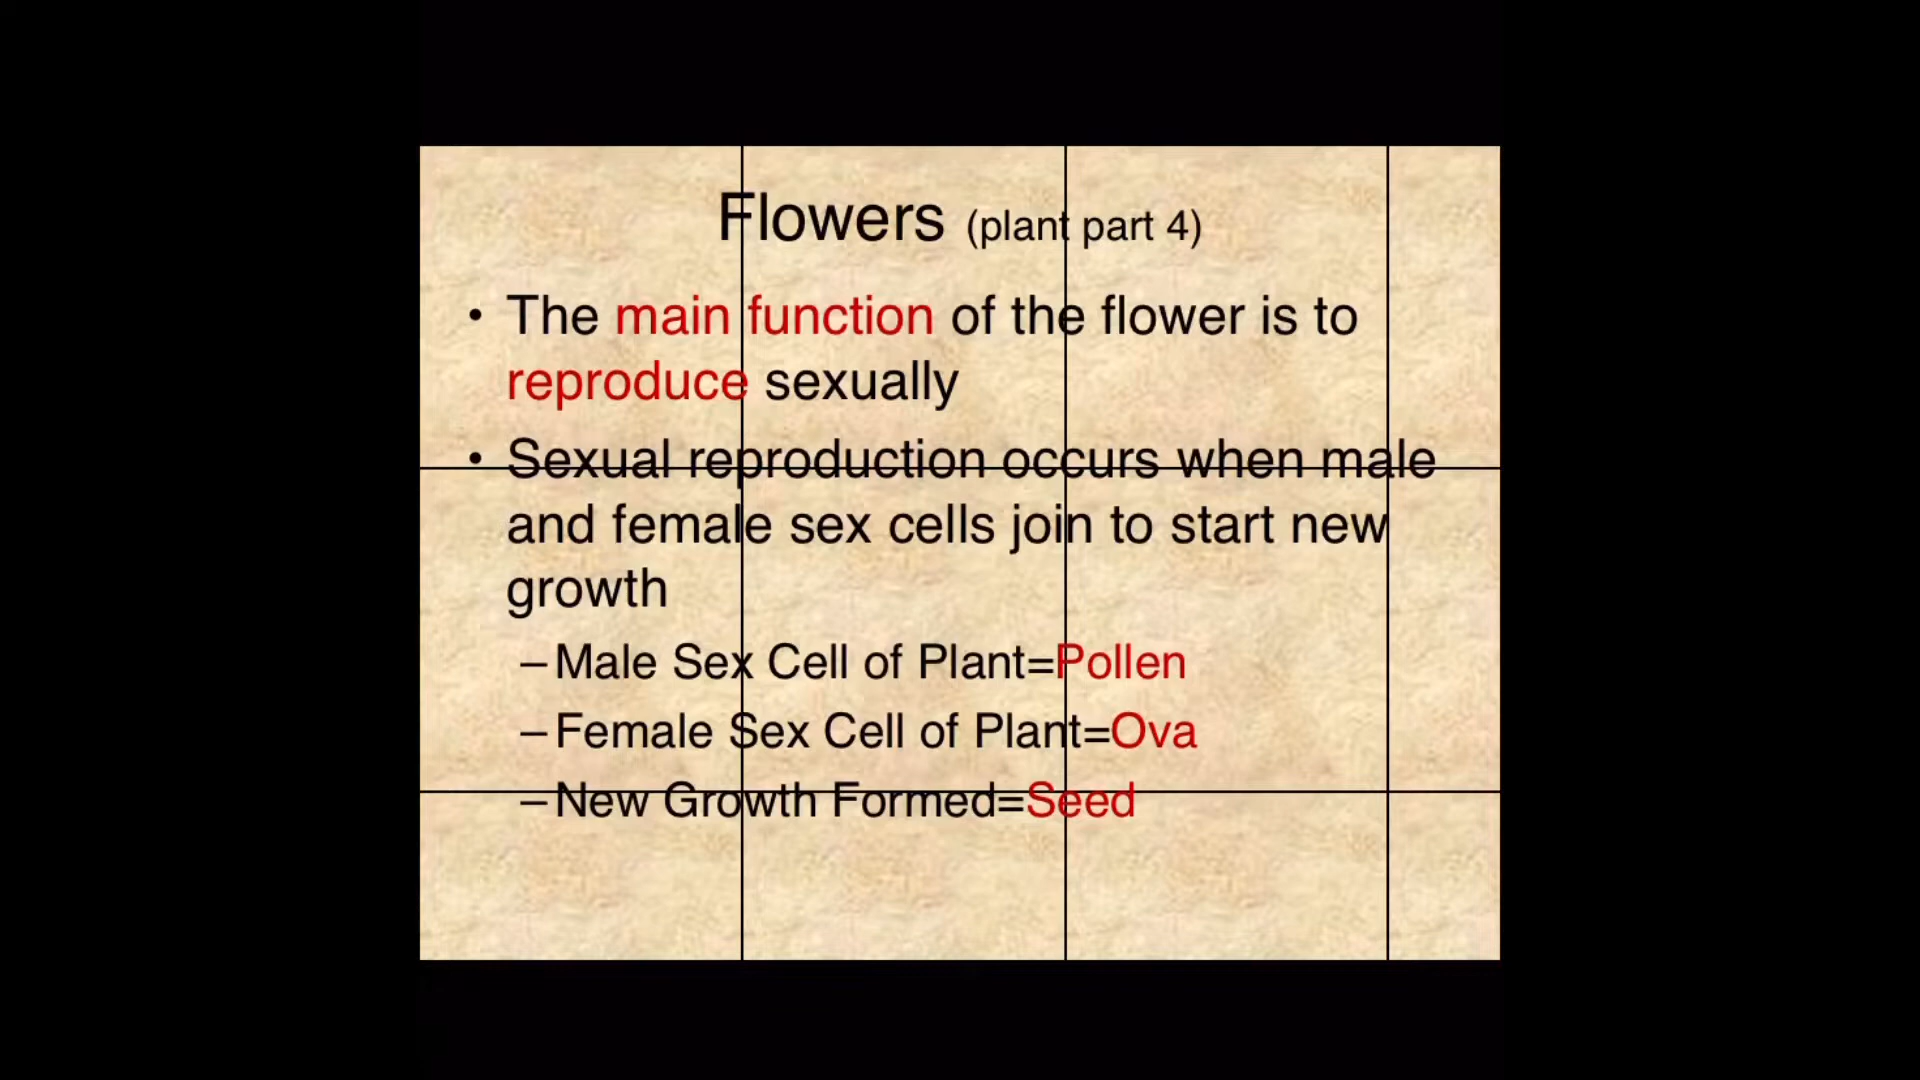 Flowers (plant part 4)
• The main function of the flower is to
reproduce sexually
• Sexual reproduction occurs when male
and female sex cells join to start new
growth
–Male Sex Cell of Plant=Pollen
–Female Sex Cell of Plant=Ova
–New Growth Formed=Seed